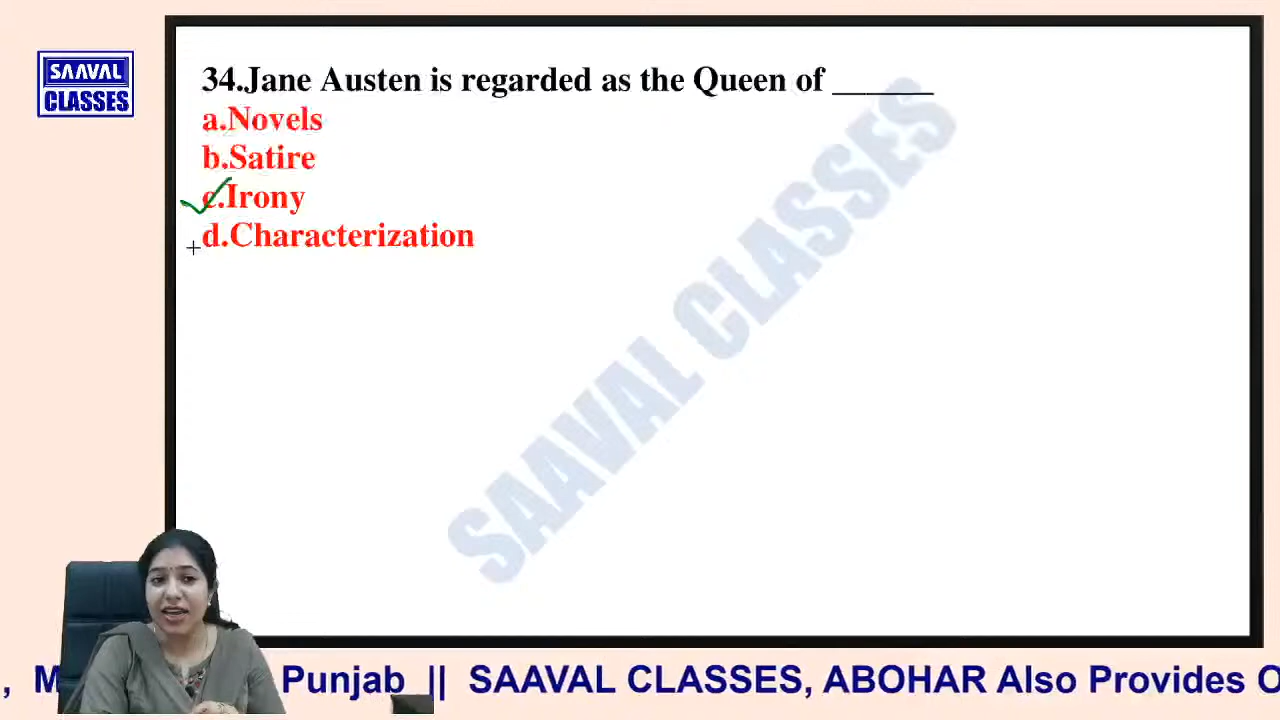 SAAVAL
CLASSES
34.Jane Austen is regarded as the Queen of ______
a.Novels
b.Satire
c.Irony
d.Characterization
SAAVAL CLASSES
, M Punjab || SAAVAL CLASSES, ABOHAR Also Provides O